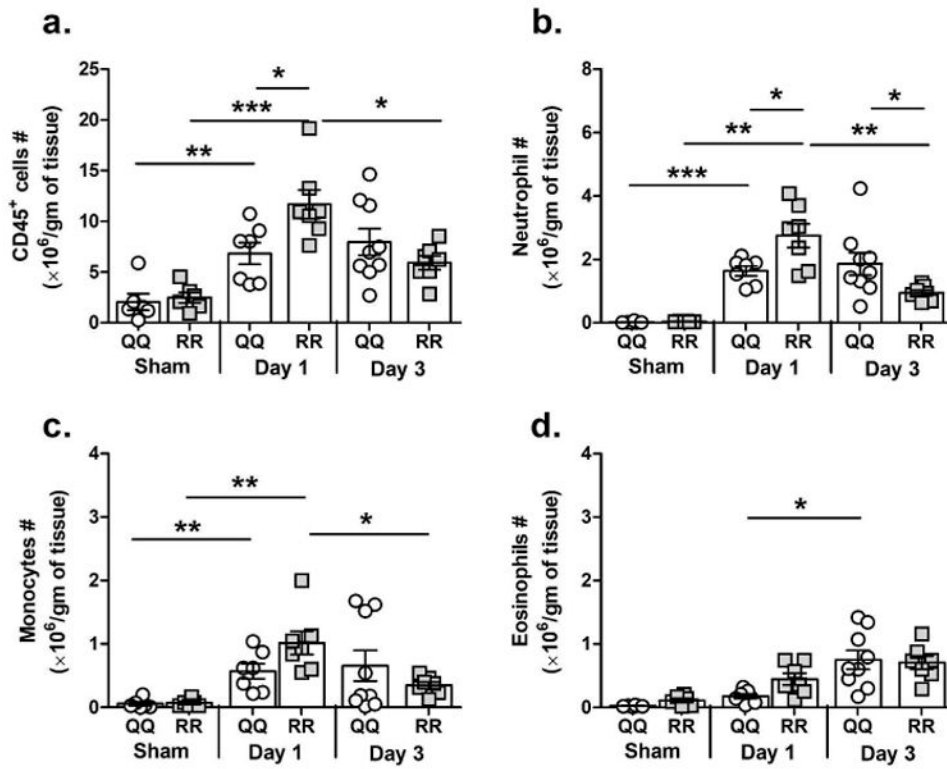 a.
CD45⁺ cells #
(×10⁶/gm of tissue)
25
20
15
10
5
0
*
***
*
**
QQ RR QQ RR QQ RR
Sham Day 1 Day 3
b.
Neutrophil #
(×10⁶/gm of tissue)
8
6
4
2
0
* *
** **
***
QQ RR QQ RR QQ RR
Sham Day 1 Day 3
c.
Monocytes #
(×10⁶/gm of tissue)
4
3
2
1
0
**
** *
QQ RR QQ RR QQ RR
Sham Day 1 Day 3
d.
Eosinophils #
(×10⁶/gm of tissue)
4
3
2
1
0
*
QQ RR QQ RR QQ RR
Sham Day 1 Day 3